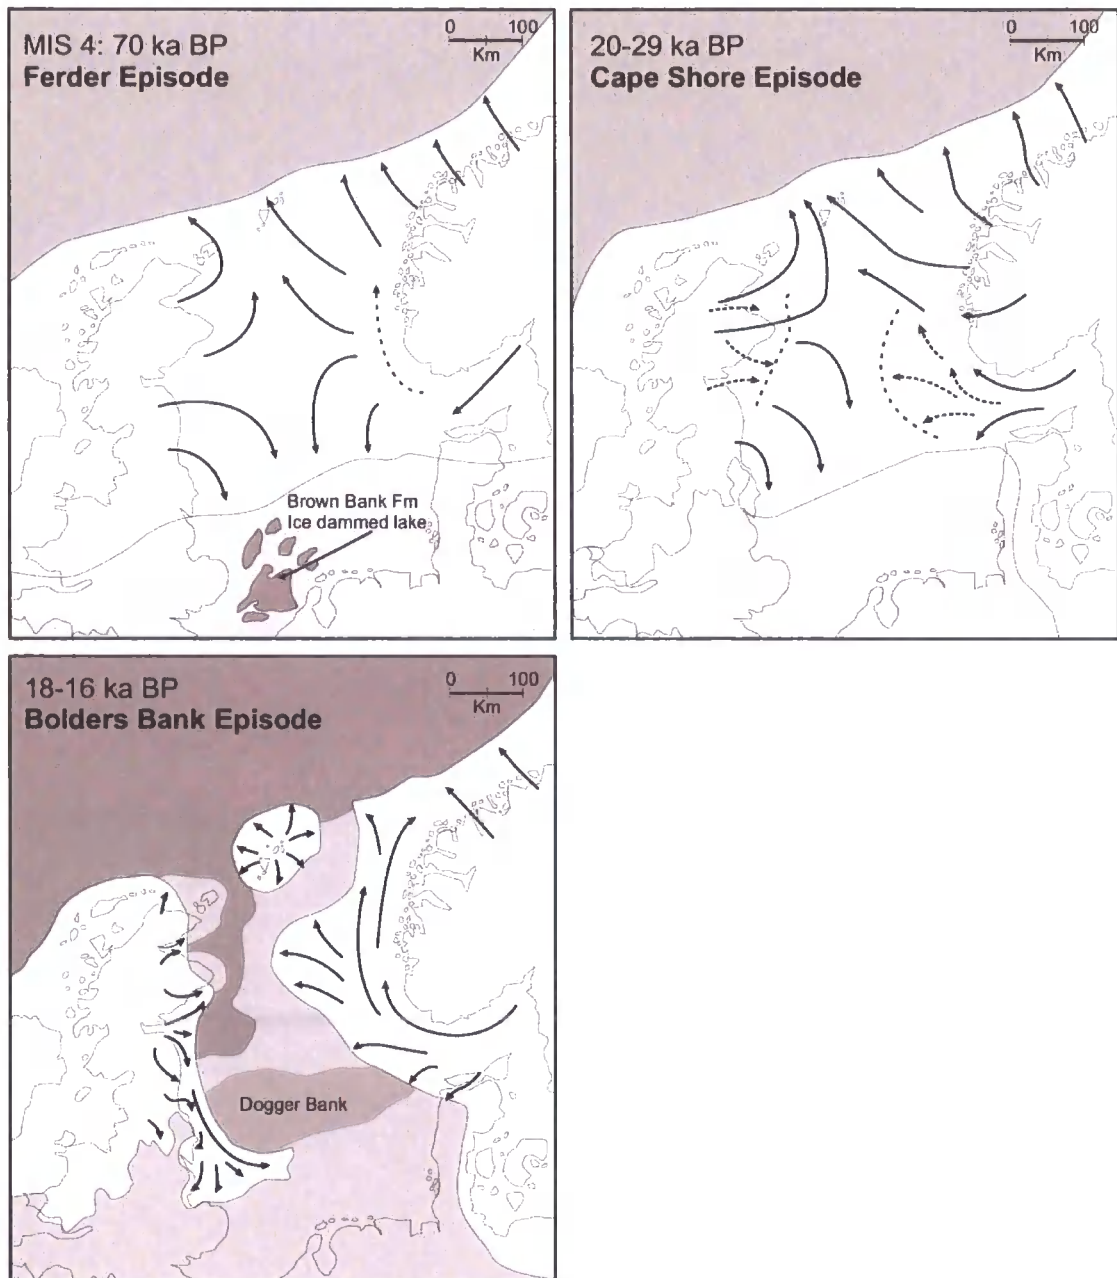 MIS 4: 70 ka BP
Ferder Episode
0 100
Km
Brown Bank Fm
Ice dammed lake
20-29 ka BP
Cape Shore Episode
0 100
Km
18-16 ka BP
Bolders Bank Episode
0 100
Km
Dogger Bank